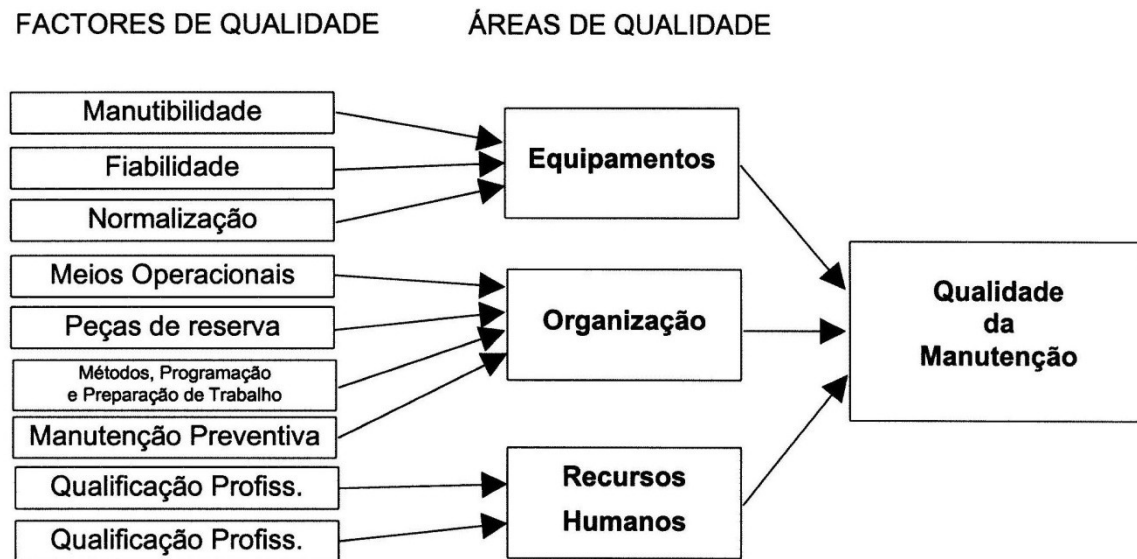 FACTORES DE QUALIDADE
ÁREAS DE QUALIDADE
Manutibilidade
Fiabilidade
Normalização
Meios Operacionais
Peças de reserva
Métodos, Programação
e Preparação de Trabalho
Manutenção Preventiva
Qualificação Profiss.
Qualificação Profiss.
Equipamentos
Organização
Recursos
Humanos
Qualidade
da
Manutenção